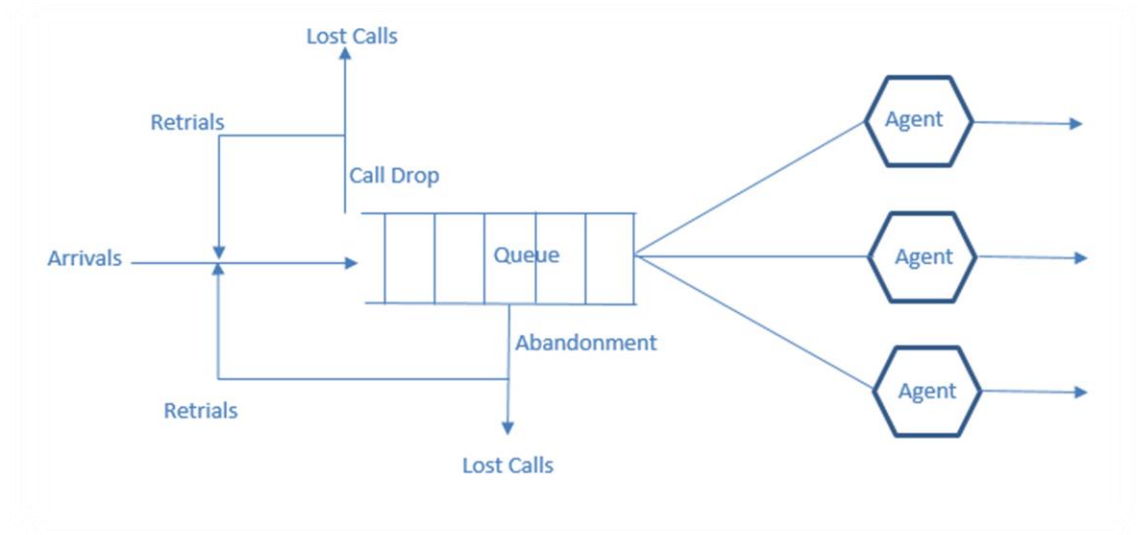 Lost Calls
Retrials
Agent
Call Drop
Arrivals
Queue
Agent
Abandonment
Agent
Retrials
Lost Calls